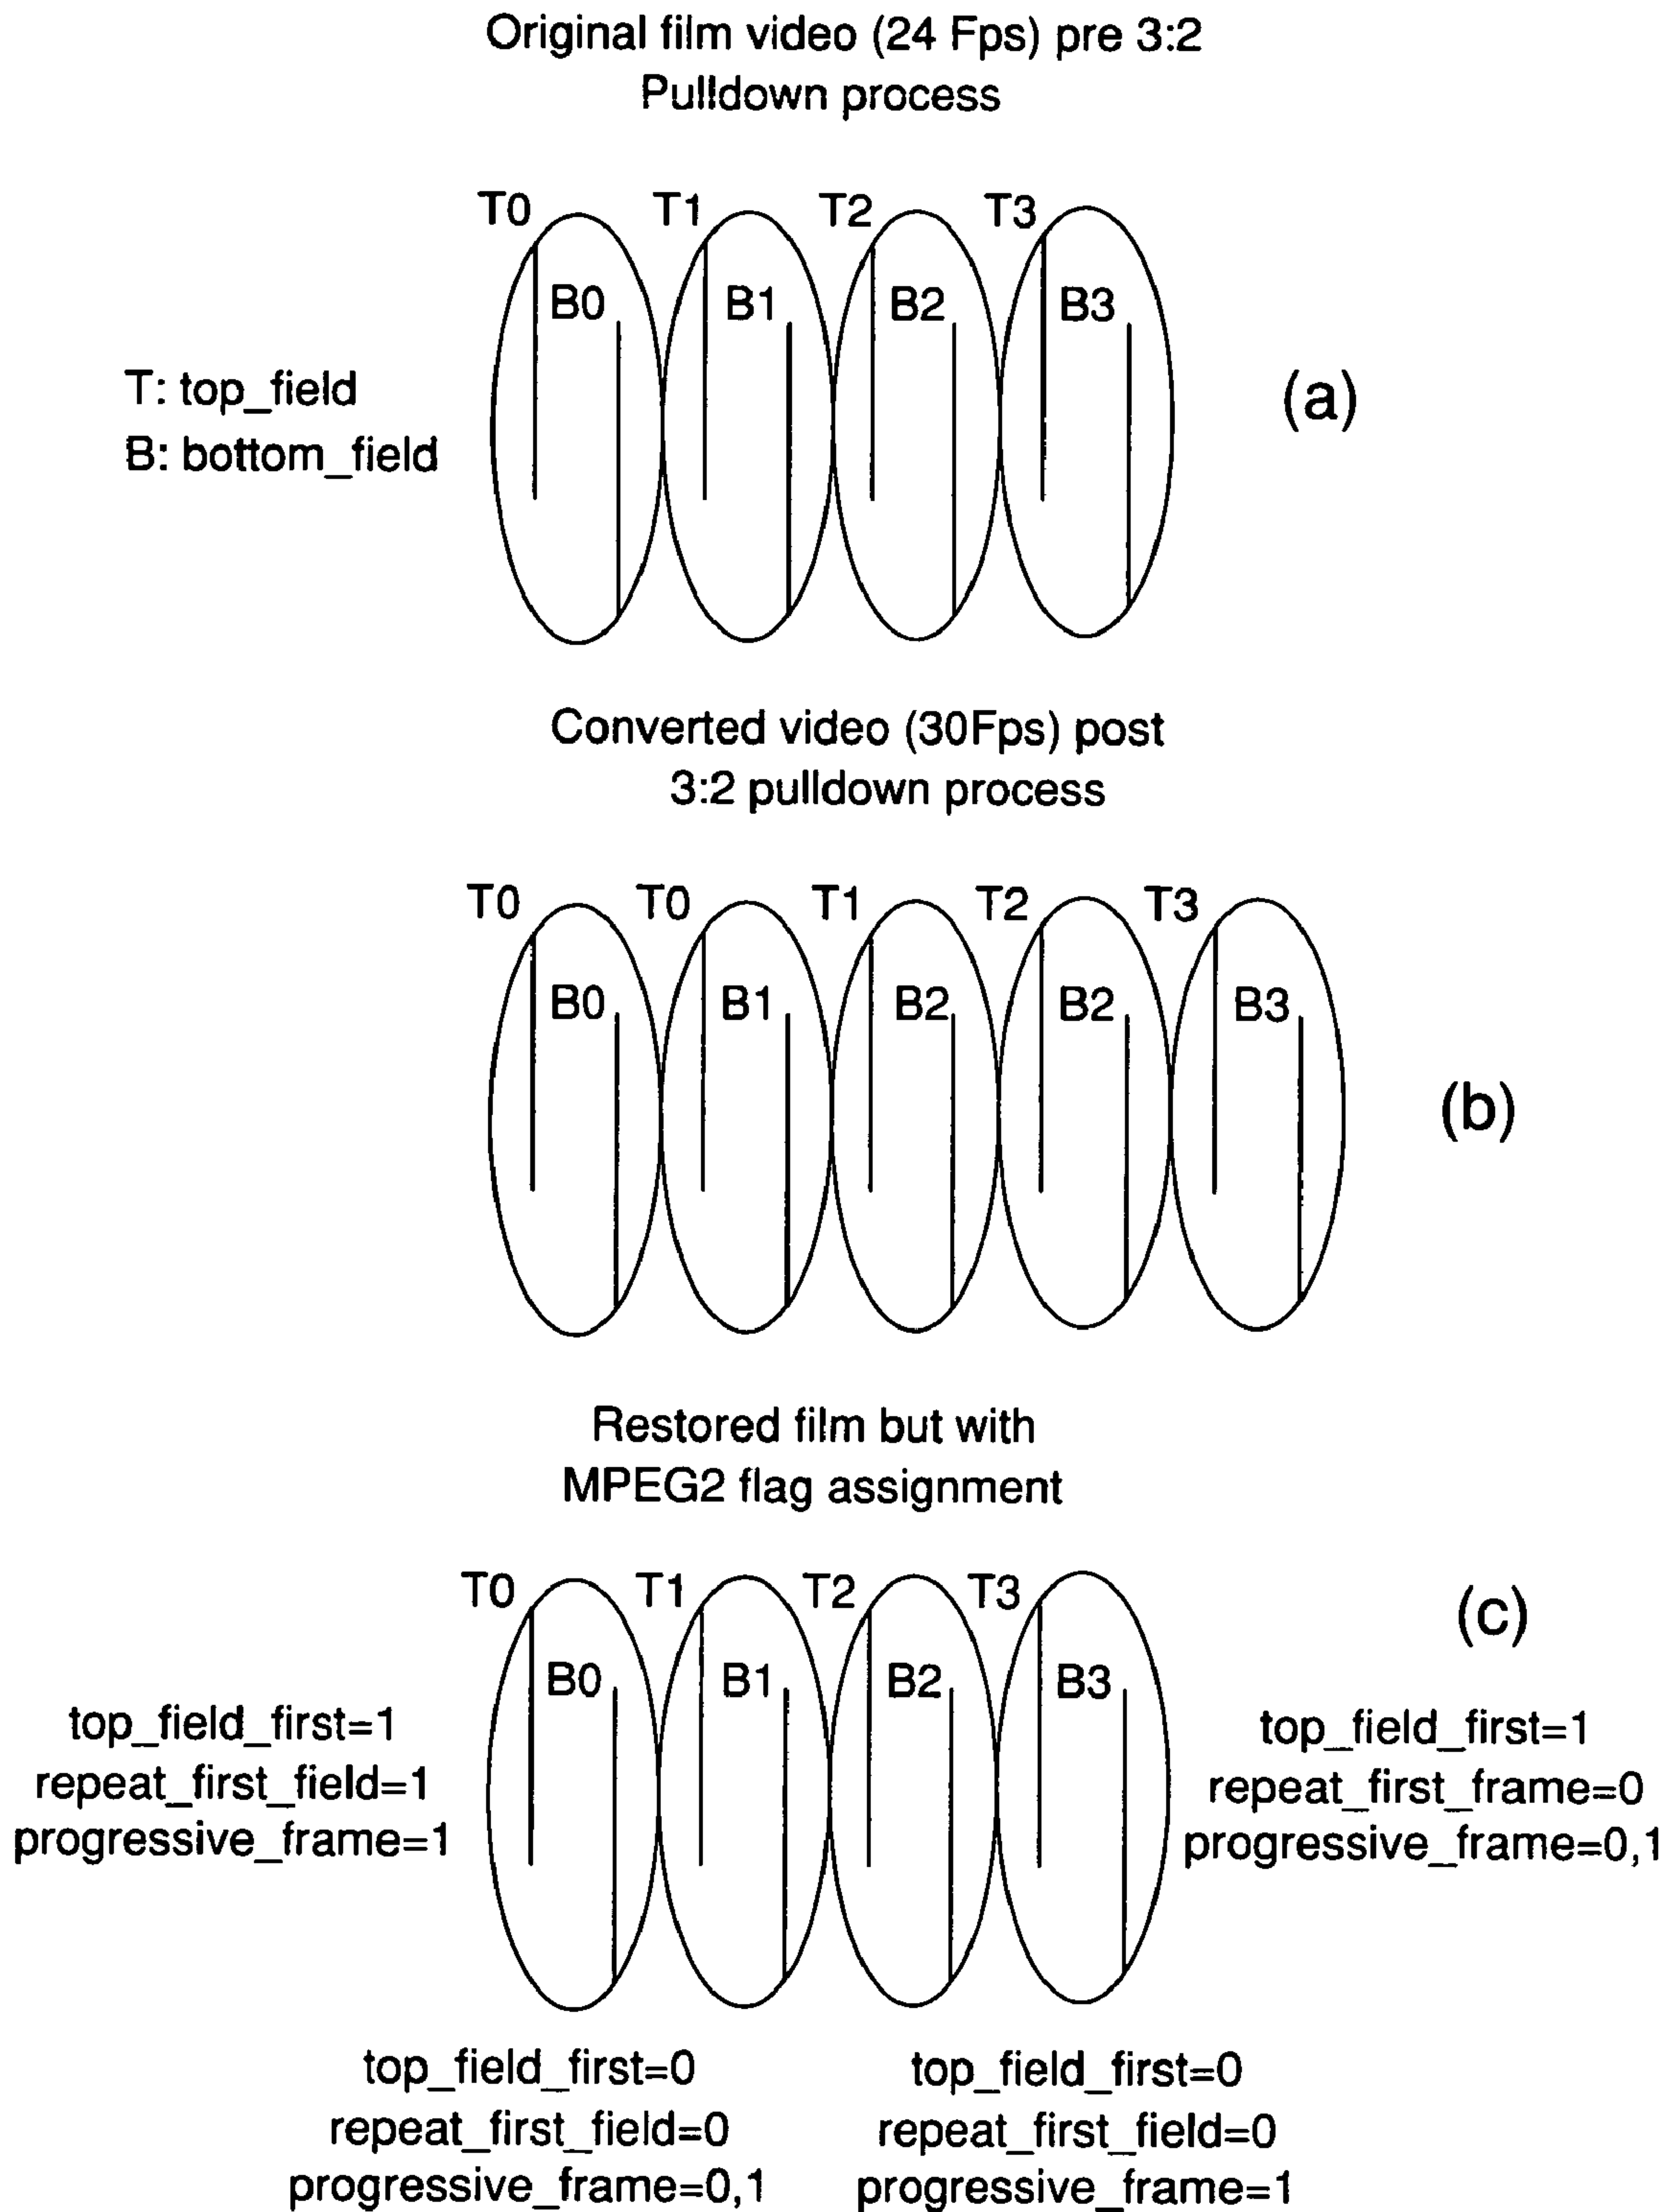 Original film video (24 Fps) pre 3:2
Pulldown process
T0 T1 T2 T3
B0 B1 B2 B3
T: top_field
B: bottom_field
(a)
Converted video (30Fps) post
3:2 pulldown process
T0 T0 T1 T2 T3
B0 B1 B2 B2 B3
(b)
Restored film but with
MPEG2 flag assignment
T0 T1 T2 T3
(c)
B0 B1 B2 B3
top_field_first=1
repeat_first_field=1
progressive_frame=1
top_field_first=1
repeat_first_frame=0
progressive_frame=0,1
top_field_first=0
repeat_first_field=0
progressive_frame=0,1
top_field_first=0
repeat_first_field=0
progressive_frame=1